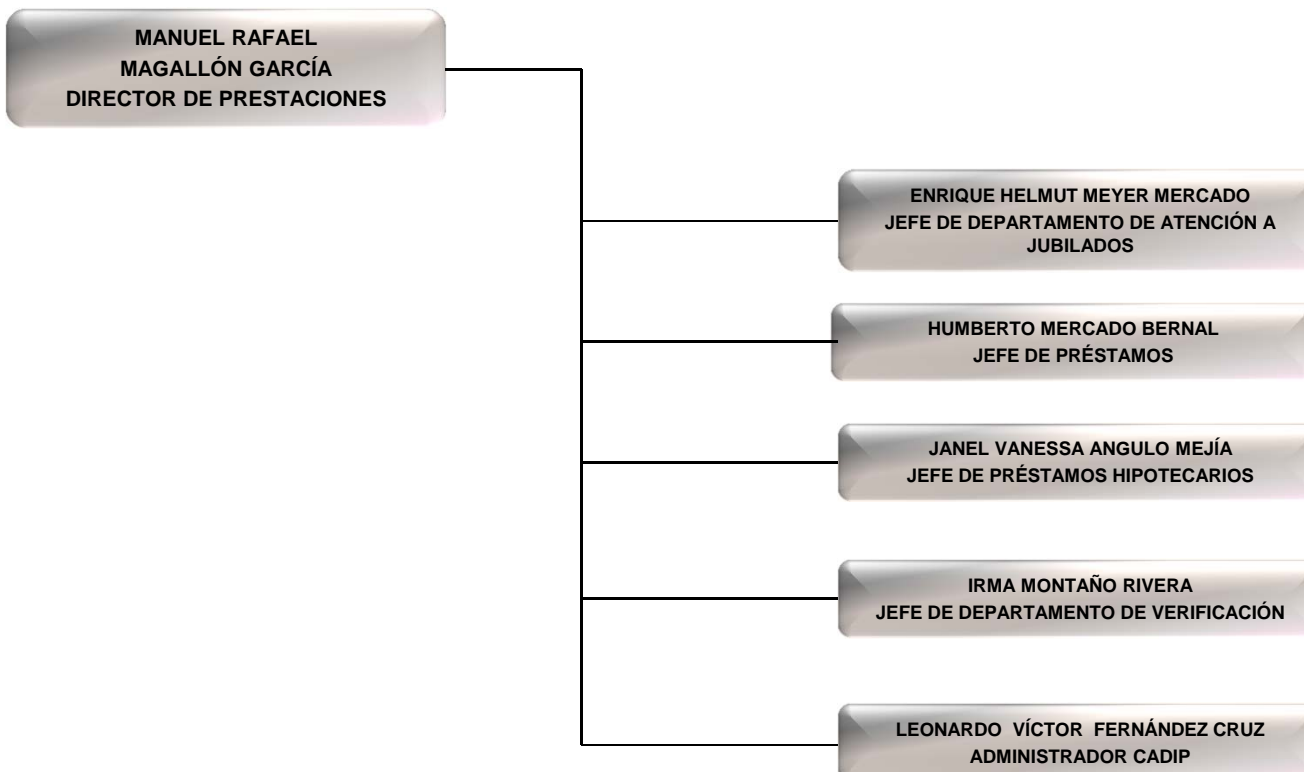 MANUEL RAFAEL
MAGALLÓN GARCÍA
DIRECTOR DE PRESTACIONES
ENRIQUE HELMUT MEYER MERCADO
JEFE DE DEPARTAMENTO DE ATENCIÓN A
JUBILADOS
HUMBERTO MERCADO BERNAL
JEFE DE PRÉSTAMOS
JANEL VANESSA ANGULO MEJÍA
JEFE DE PRÉSTAMOS HIPOTECARIOS
IRMA MONTAÑO RIVERA
JEFE DE DEPARTAMENTO DE VERIFICACIÓN
LEONARDO VÍCTOR FERNÁNDEZ CRUZ
ADMINISTRADOR CADIP